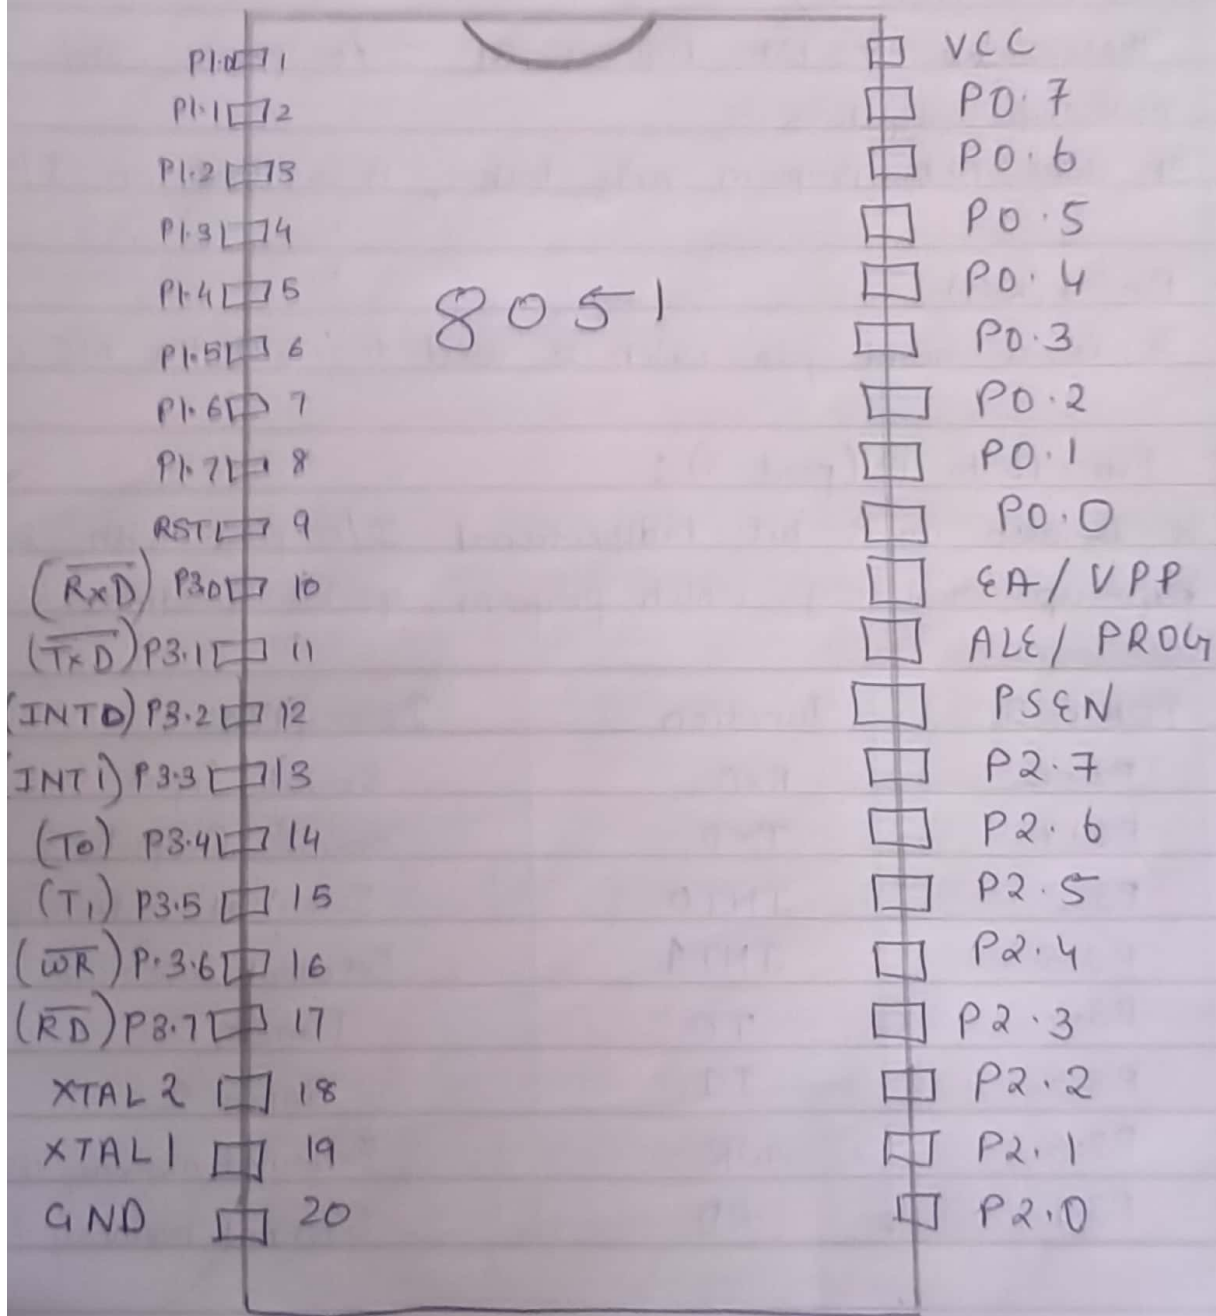 P1.0 1 VCC
P1.1 2 P0.7
P1.2 3 P0.6
P1.3 4 P0.5
P1.4 5 P0.4
8051
P1.5 6 P0.3
P1.6 7 P0.2
P1.7 8 P0.1
RST 9 P0.0
(R̅x̅D̅) P3.0 10 EA/VPP
(T̅x̅D̅) P3.1 11 ALE/PROG
(INT0) P3.2 12 PSEN
(INT1) P3.3 13 P2.7
(T0) P3.4 14 P2.6
(T1) P3.5 15 P2.5
(W̅R̅) P.3.6 16 P2.4
(R̅D̅) P3.7 17 P2.3
XTAL 2 18 P2.2
XTAL 1 19 P2.1
GND 20 P2.0